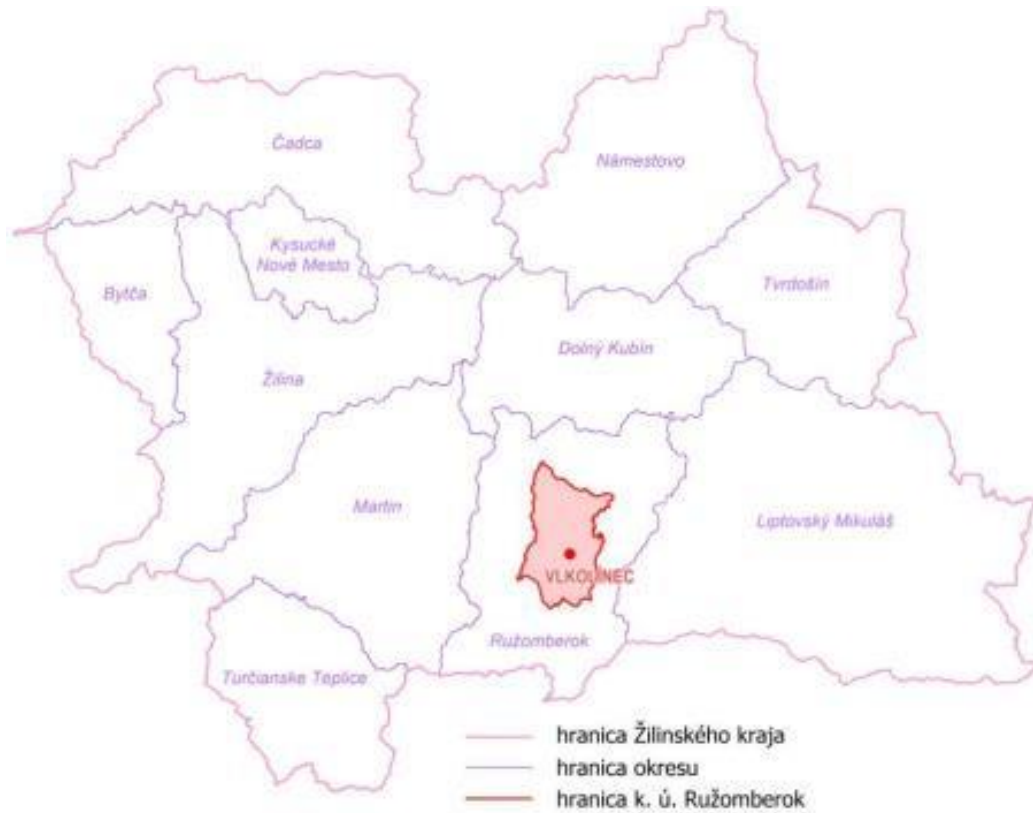 Čadca
Námestovo
Kysucké
Nové Mesto
Bytča
Tvrdošín
Dolný Kubín
Žilina
Martin
Liptovský Mikuláš
VLKOLÍNEC
Ružomberok
Turčianske Teplice
hranica Žilinského kraja
hranica okresu
hranica k. ú. Ružomberok